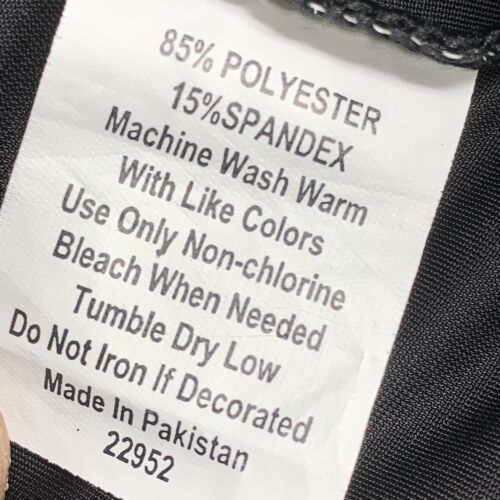 85% POLYESTER
15%SPANDEX
Machine Wash Warm
With Like Colors
Use Only Non-chlorine
Bleach When Needed
Tumble Dry Low
Do Not Iron If Decorated
Made In Pakistan
22952